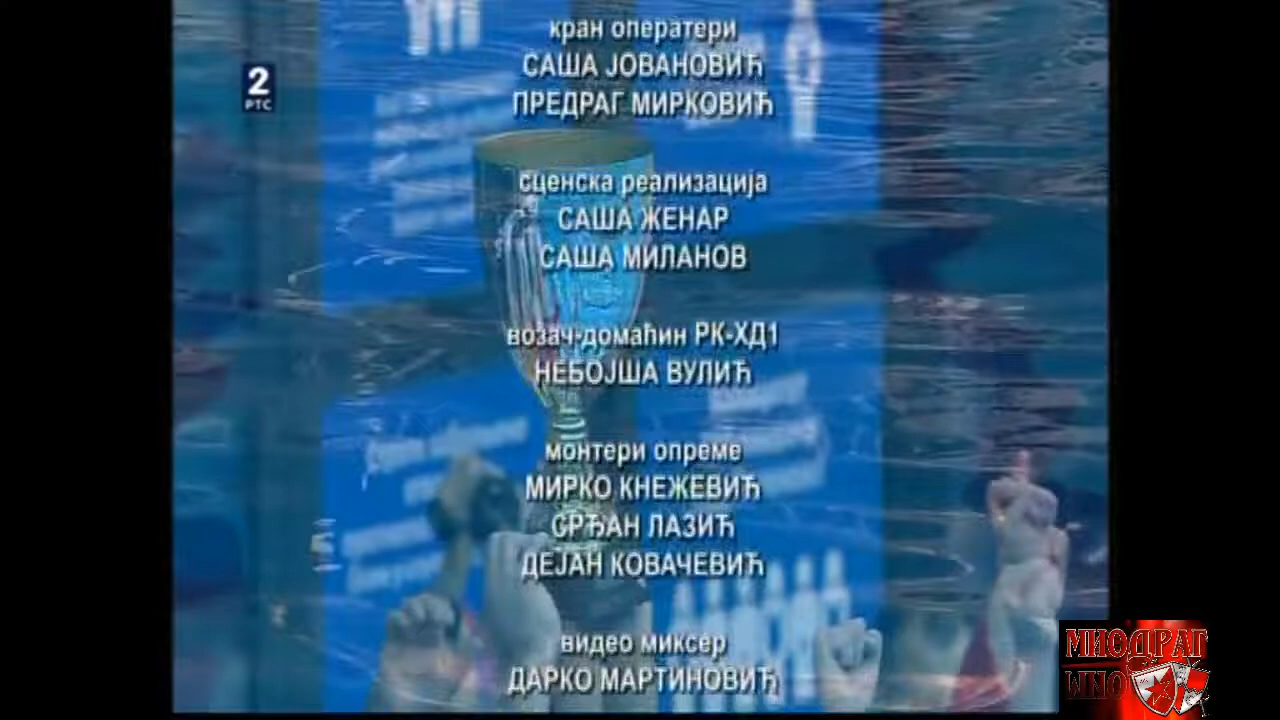 кран оператери
САША ЈОВАНОВИЋ
ПРЕДРАГ МИРКОВИЋ
2
РТС
сценска реализација
САША ЖЕНАР
САША МИЛАНОВ
возач-домаћин РК-ХД1
НЕБОЈША ВУЛИЋ
монтери опреме
МИРКО КНЕЖЕВИЋ
СРЂАН ЛАЗИЋ
ДЕЈАН КОВАЧЕВИЋ
видео миксер
ДАРКО МАРТИНОВИЋ
МИОДРАГ